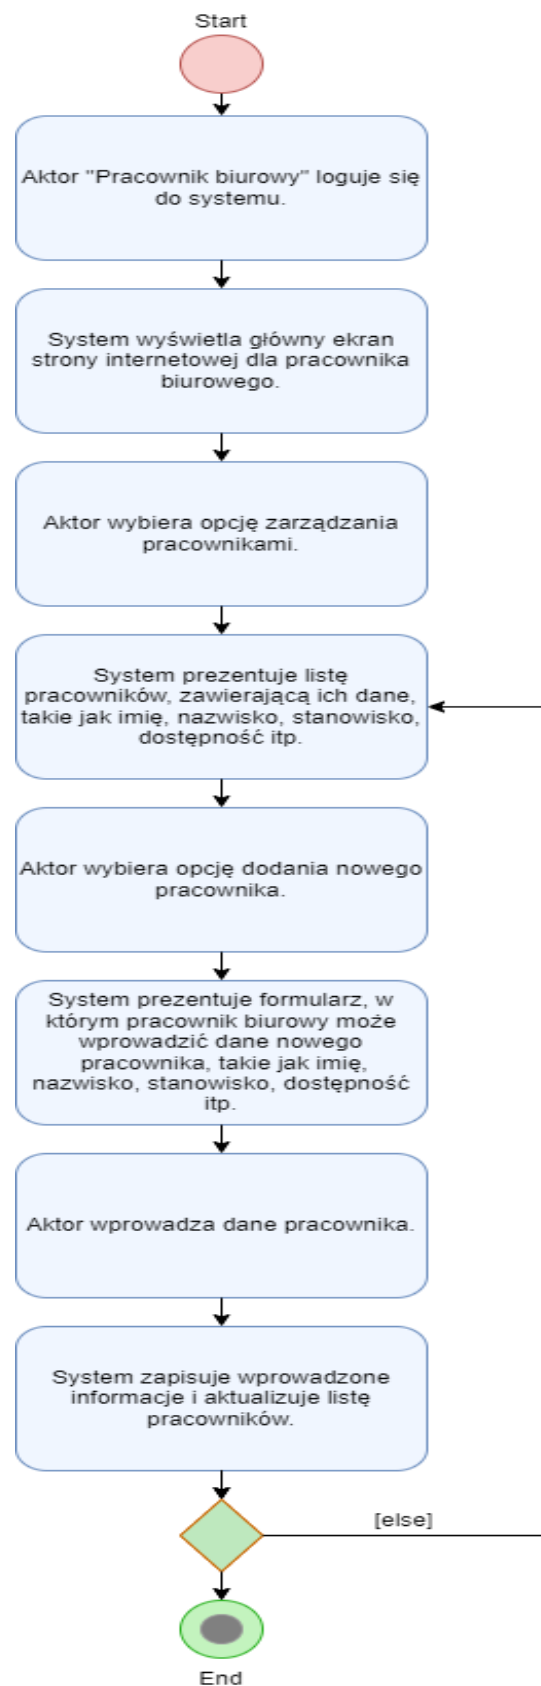 Start
Aktor "Pracownik biurowy" loguje się
do systemu.
System wyświetla główny ekran
strony internetowej dla pracownika
biurowego.
Aktor wybiera opcję zarządzania
pracownikami.
System prezentuje listę
pracowników, zawierającą ich dane,
takie jak imię, nazwisko, stanowisko,
dostępność itp.
Aktor wybiera opcję dodania nowego
pracownika.
System prezentuje formularz, w
którym pracownik biurowy może
wprowadzić dane nowego
pracownika, takie jak imię,
nazwisko, stanowisko, dostępność
itp.
Aktor wprowadza dane pracownika.
System zapisuje wprowadzone
informacje i aktualizuje listę
pracowników.
[else]
End